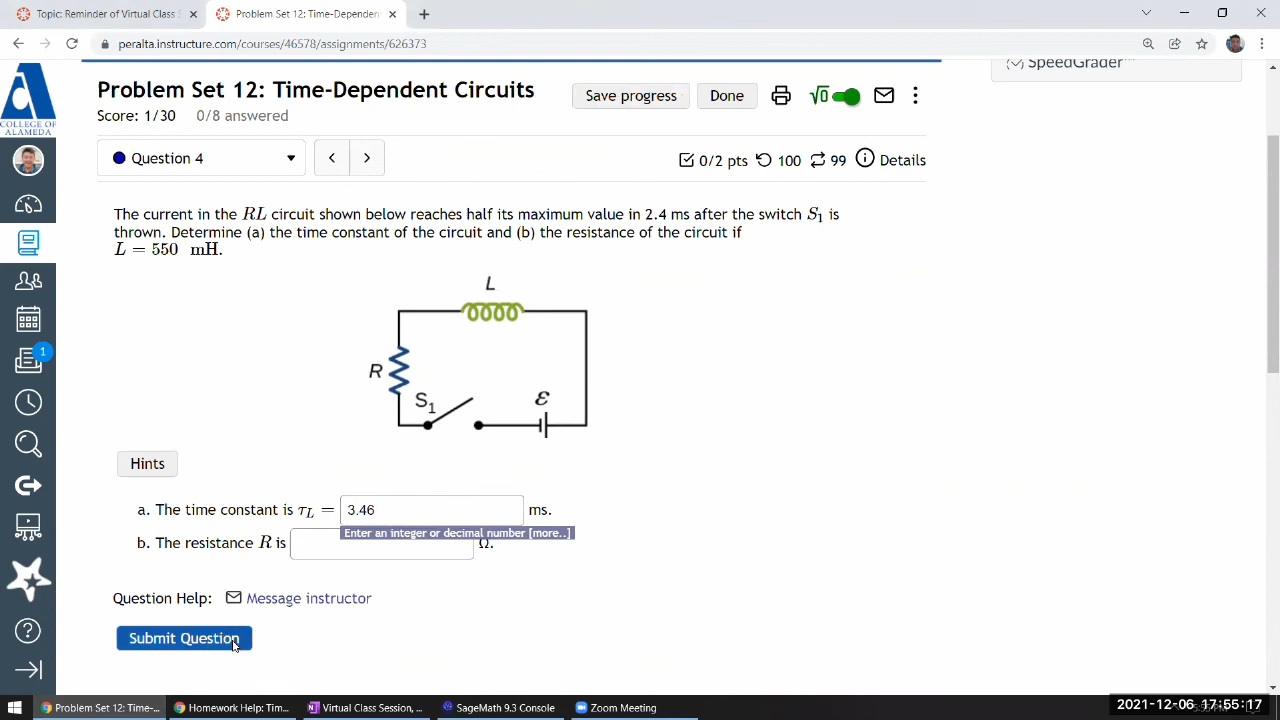 Topic: Reminder of Virtual Class S
Problem Set 12: Time-Dependen
peralta.instructure.com/courses/46578/assignments/626373
COLLEGE OF
ALAMEDA
SpeedGrader™
Problem Set 12: Time-Dependent Circuits
Save progress
Done
√0
Score: 1/30 0/8 answered
Question 4
0/2 pts 100 99 Details
The current in the RL circuit shown below reaches half its maximum value in 2.4 ms after the switch S₁ is
thrown. Determine (a) the time constant of the circuit and (b) the resistance of the circuit if
L = 550 mH.
L
R
S₁
ε
Hints
a. The time constant is τ_L = 3.46 ms.
Enter an integer or decimal number [more..]
b. The resistance R is Ω.
Question Help: Message instructor
Submit Question
1
Problem Set 12: Time-...
Homework Help: Tim...
Virtual Class Session, ...
SageMath 9.3 Console
Zoom Meeting
2021-12-06 17:55:17